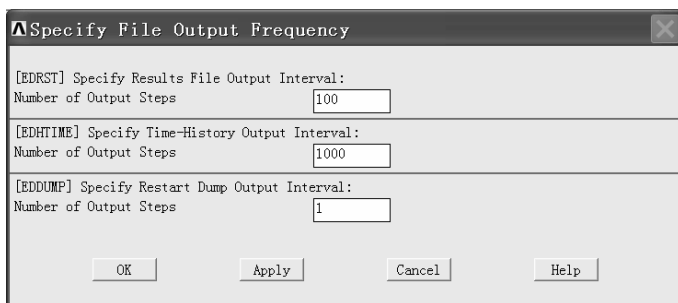 Specify File Output Frequency
[EDRST] Specify Results File Output Interval:
Number of Output Steps 100
[EDHTIME] Specify Time-History Output Interval:
Number of Output Steps 1000
[EDDUMP] Specify Restart Dump Output Interval:
Number of Output Steps 1
OK Apply Cancel Help